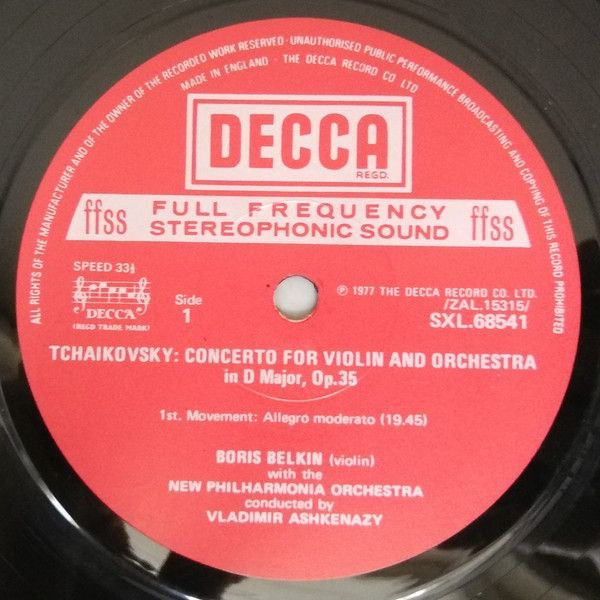 ALL RIGHTS OF THE MANUFACTURER AND OF THE OWNER OF THE RECORDED WORK RESERVED · UNAUTHORISED PUBLIC PERFORMANCE BROADCASTING AND COPYING OF THIS RECORD PROHIBITED
MADE IN ENGLAND · THE DECCA RECORD CO LTD
DECCA
REGD.
ffss FULL FREQUENCY ffss
STEREOPHONIC SOUND
SPEED 33⅓
DECCA
(REGD TRADE MARK)
Side
1
℗ 1977 THE DECCA RECORD CO. LTD.
/ZAL.15315/
SXL.68541
TCHAIKOVSKY: CONCERTO FOR VIOLIN AND ORCHESTRA
in D Major, Op.35
1st. Movement: Allegro moderato (19.45)
BORIS BELKIN (violin)
with the
NEW PHILHARMONIA ORCHESTRA
conducted by
VLADIMIR ASHKENAZY